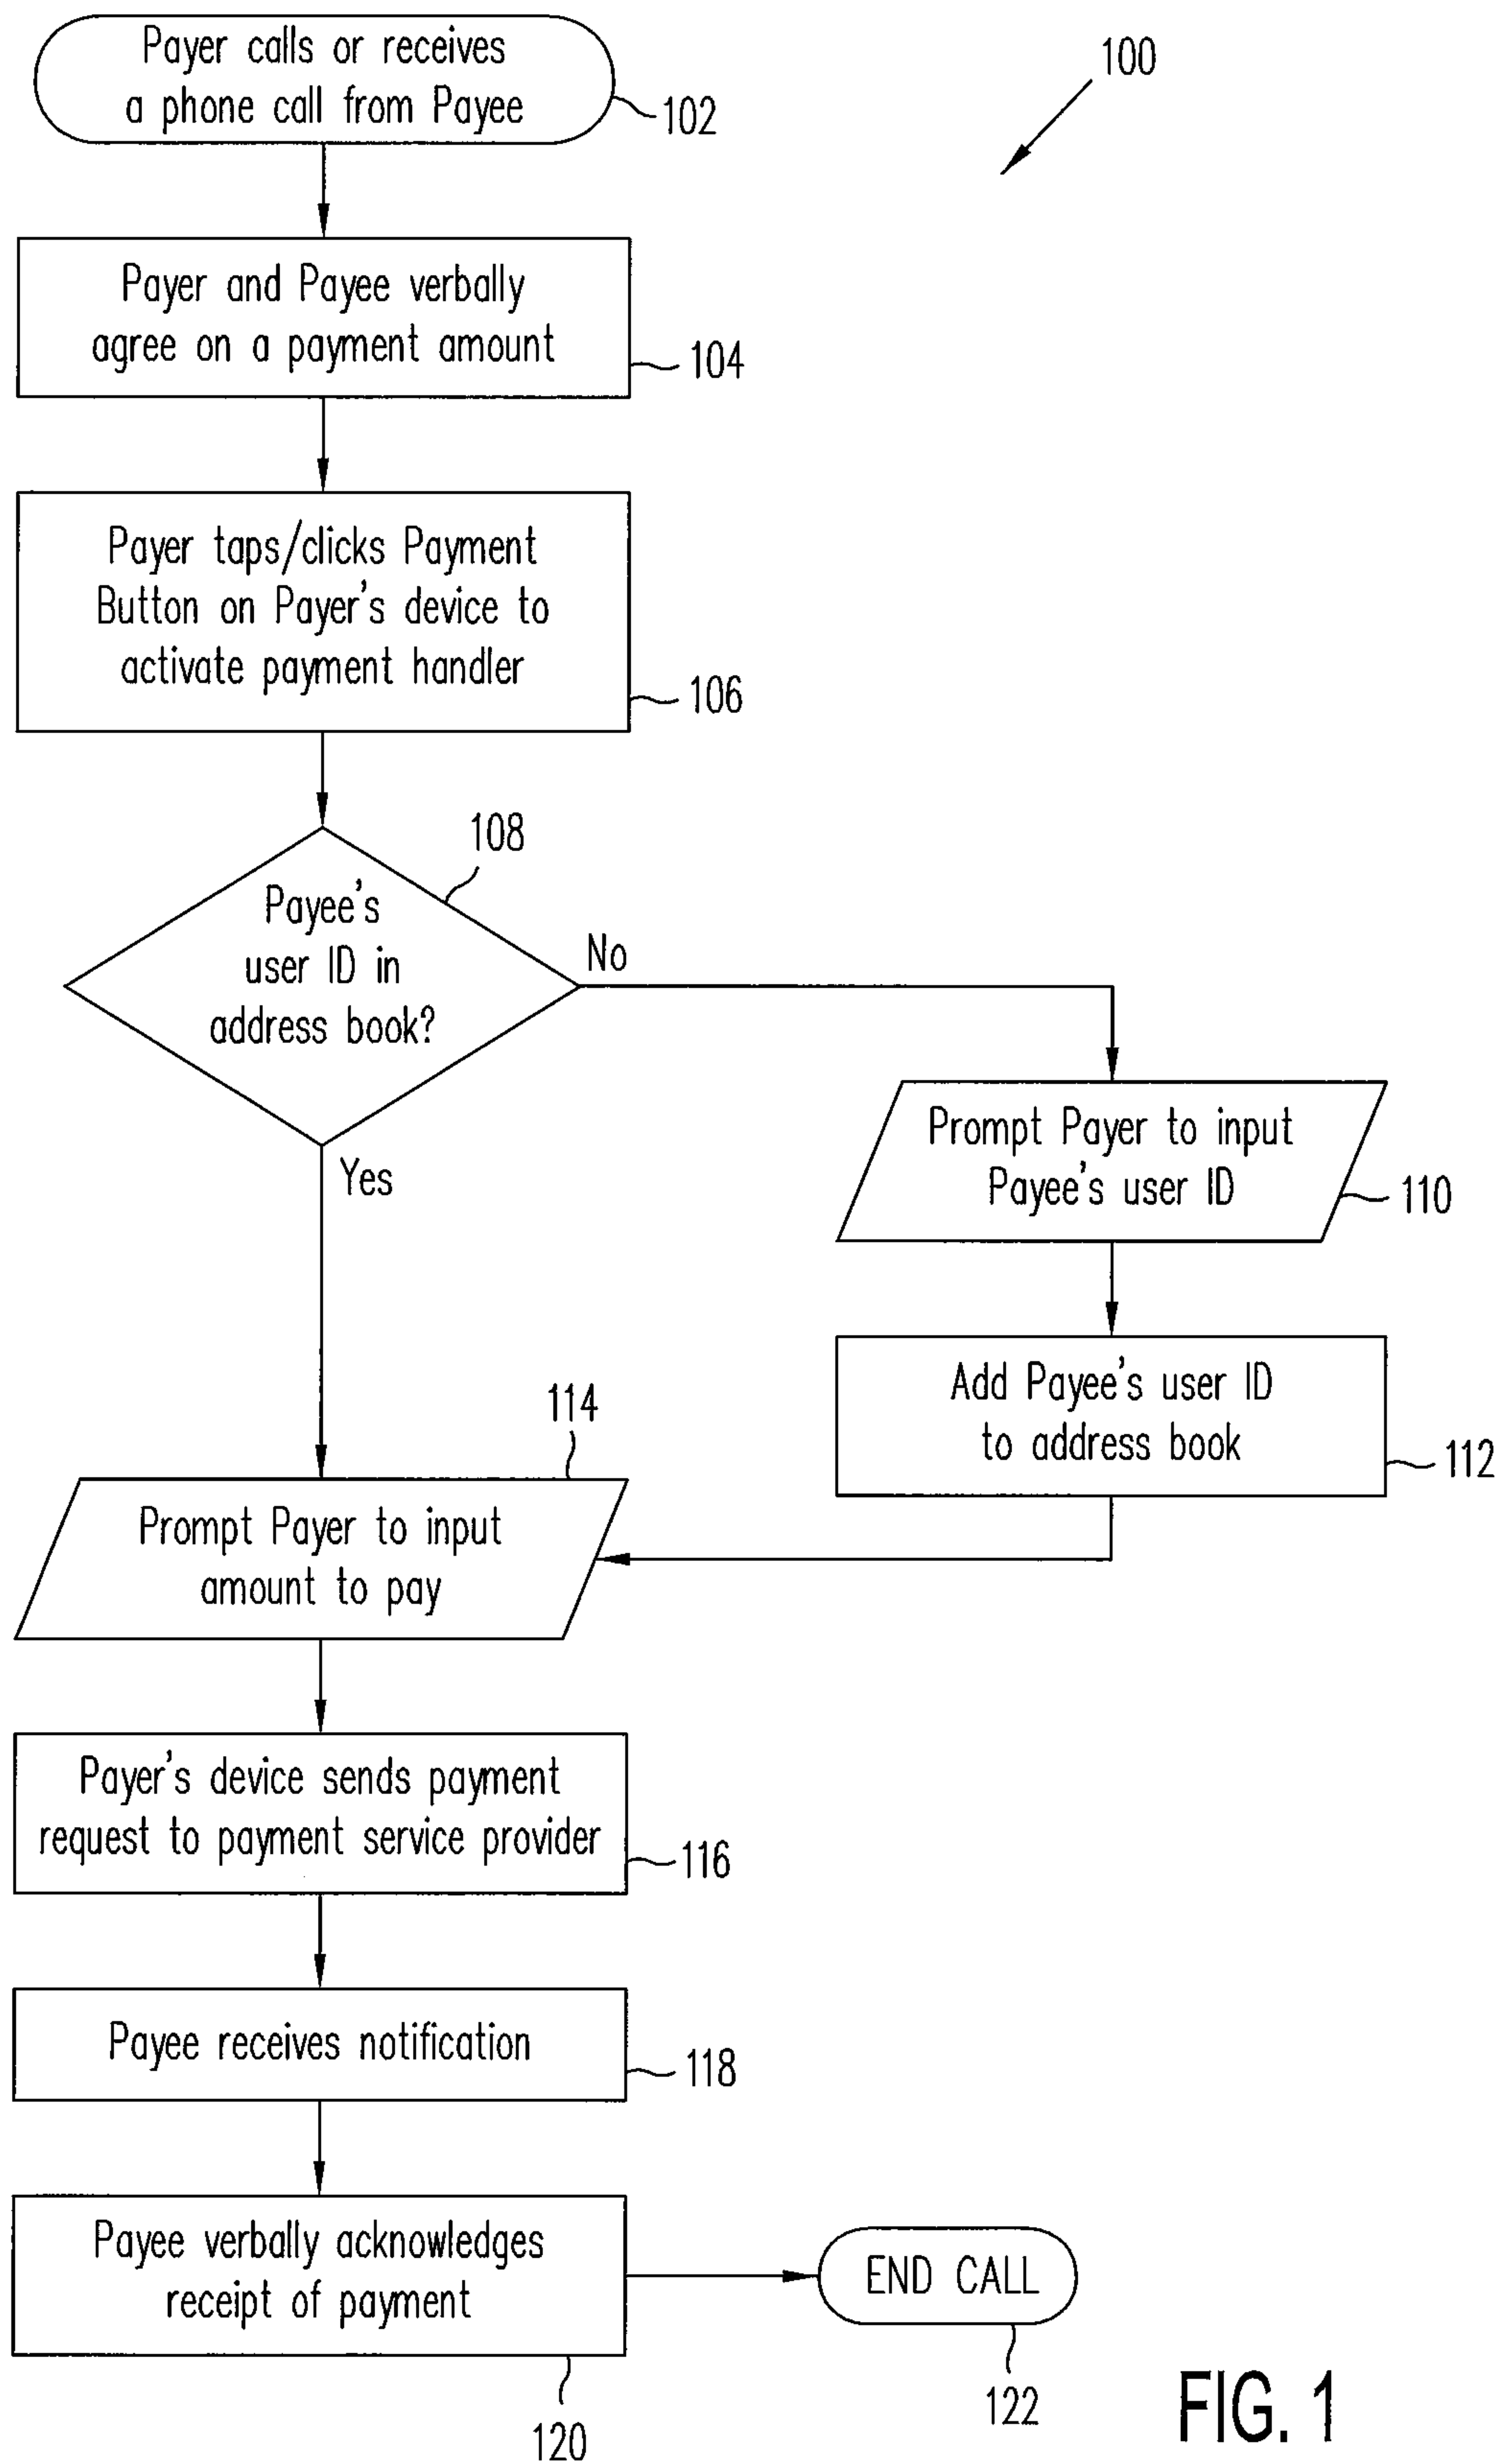 Payer calls or receives
a phone call from Payee
102
100
Payer and Payee verbally
agree on a payment amount
104
Payer taps/clicks Payment
Button on Payer's device to
activate payment handler
106
108
Payee's
user ID in
address book?
No
Yes
Prompt Payer to input
Payee's user ID
110
Add Payee's user ID
to address book
112
114
Prompt Payer to input
amount to pay
Payer's device sends payment
request to payment service provider
116
Payee receives notification
118
Payee verbally acknowledges
receipt of payment
120
END CALL
122
FIG. 1